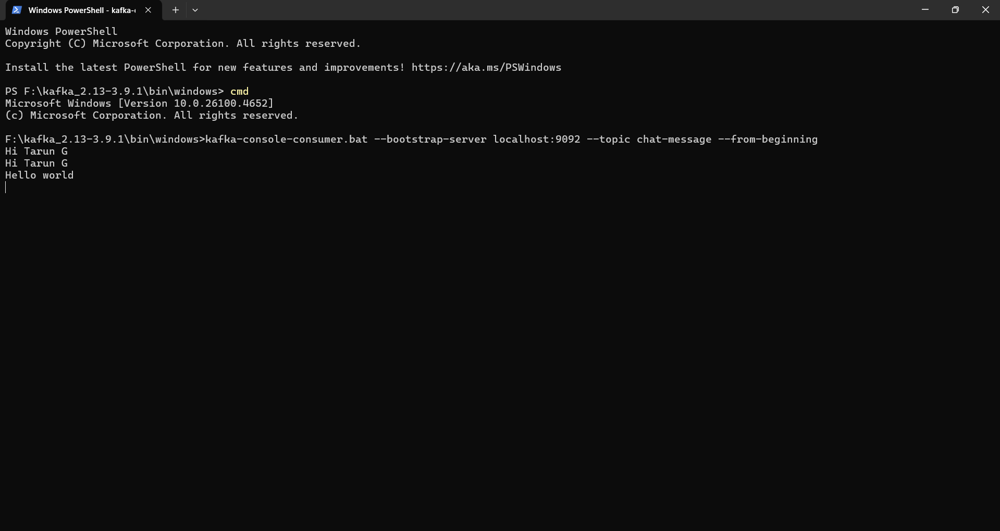 Windows PowerShell - kafka-
Windows PowerShell
Copyright (C) Microsoft Corporation. All rights reserved.
Install the latest PowerShell for new features and improvements! https://aka.ms/PSWindows
PS F:\kafka_2.13-3.9.1\bin\windows> cmd
Microsoft Windows [Version 10.0.26100.4652]
(c) Microsoft Corporation. All rights reserved.
F:\kafka_2.13-3.9.1\bin\windows>kafka-console-consumer.bat --bootstrap-server localhost:9092 --topic chat-message --from-beginning
Hi Tarun G
Hi Tarun G
Hello world